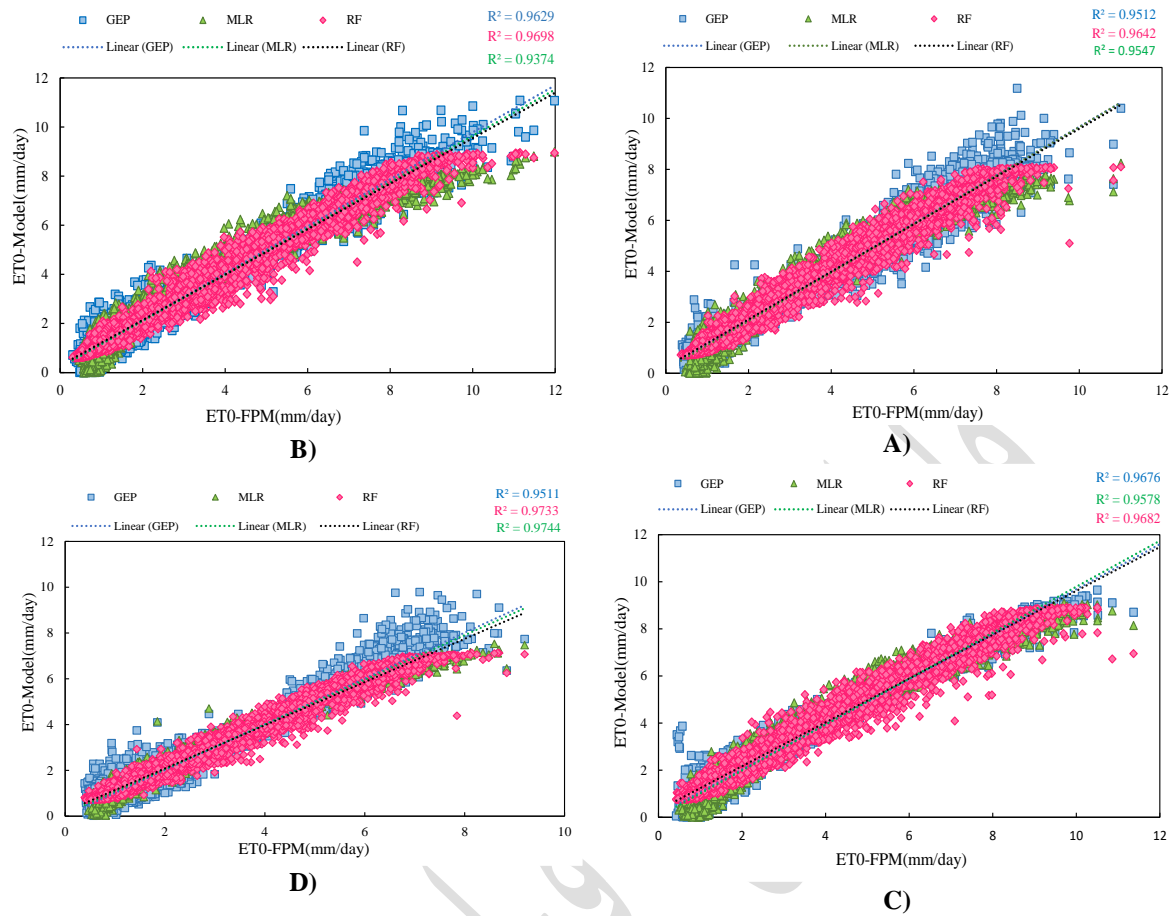 GEP MLR RF
Linear (GEP) Linear (MLR) Linear (RF)
R² = 0.9629
R² = 0.9698
R² = 0.9374
ET0-Model(mm/day)
12
10
8
6
4
2
0
0 2 4 6 8 10 12
ET0-FPM(mm/day)
B)
GEP MLR RF
Linear (GEP) Linear (MLR) Linear (RF)
R² = 0.9512
R² = 0.9642
R² = 0.9547
ET0-Model(mm/day)
12
10
8
6
4
2
0
0 2 4 6 8 10 12
ET0-FPM(mm/day)
A)
GEP MLR RF
Linear (GEP) Linear (MLR) Linear (RF)
R² = 0.9511
R² = 0.9733
R² = 0.9744
ET0-Model(mm/day)
12
10
8
6
4
2
0
0 2 4 6 8 10
ET0-FPM(mm/day)
D)
GEP MLR RF
Linear (GEP) Linear (MLR) Linear (RF)
R² = 0.9676
R² = 0.9578
R² = 0.9682
ET0-Model(mm/day)
12
10
8
6
4
2
0
0 2 4 6 8 10 12
ET0-FPM(mm/day)
C)